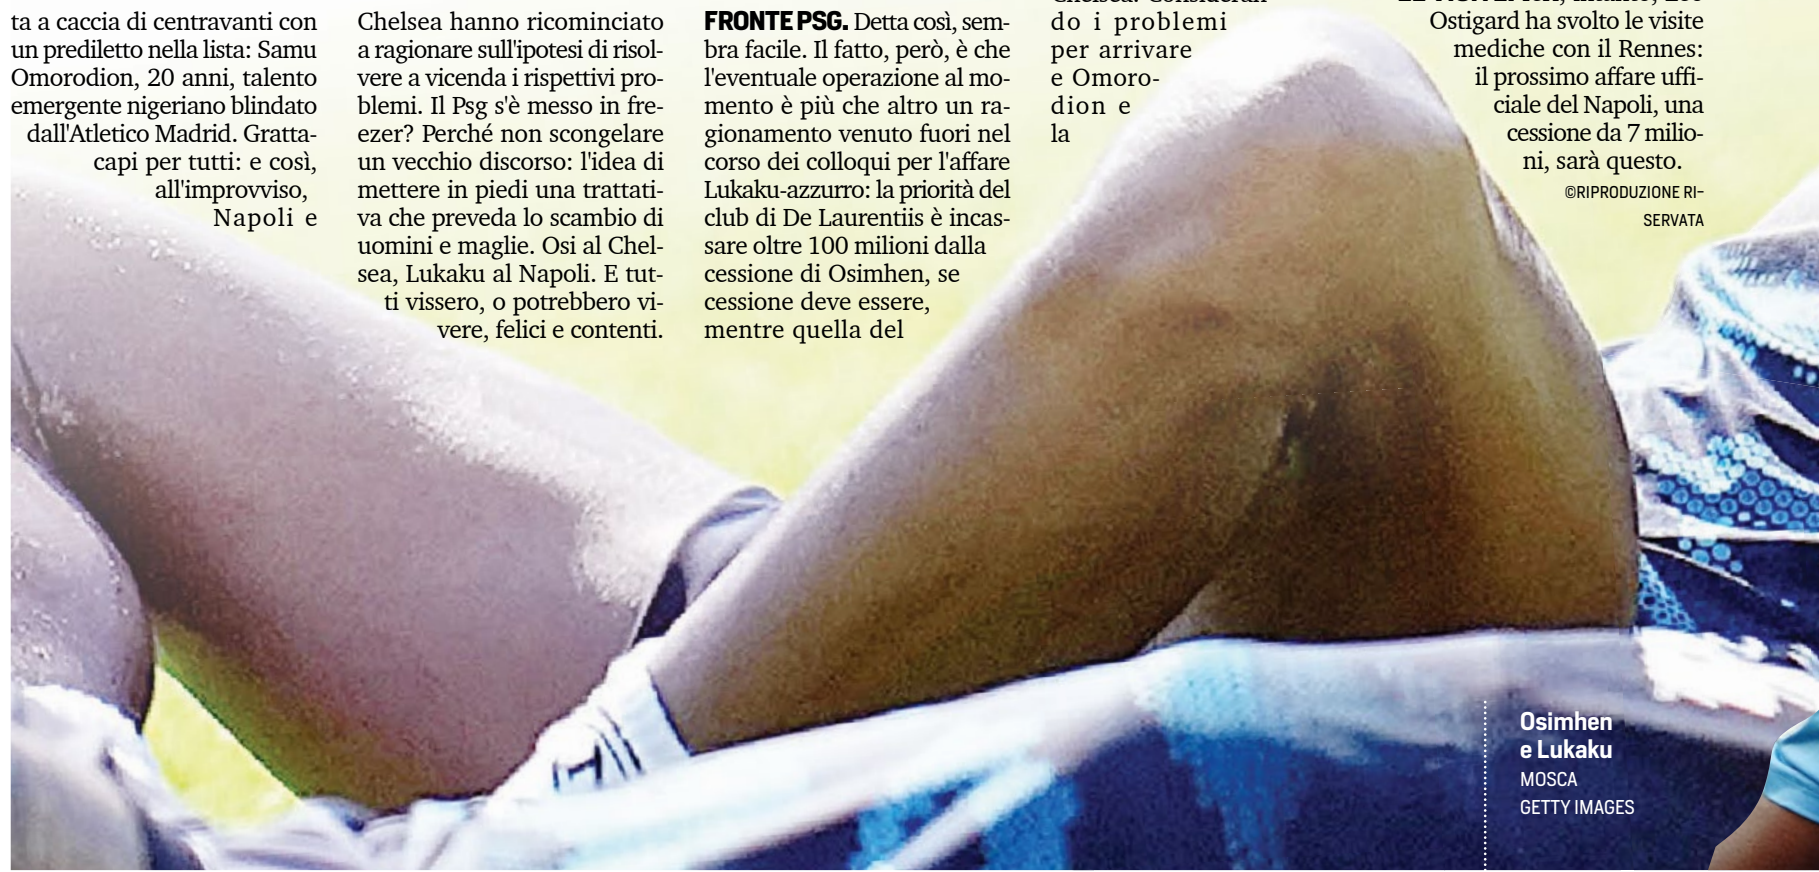 ta a caccia di centravanti con
un prediletto nella lista: Samu
Omorodion, 20 anni, talento
emergente nigeriano blindato
dall'Atletico Madrid. Gratta-
capi per tutti: e così,
all'improvviso,
Napoli e
Chelsea hanno ricominciato
a ragionare sull'ipotesi di risol-
vere a vicenda i rispettivi pro-
blemi. Il Psg s'è messo in fre-
ezer? Perché non scongelare
un vecchio discorso: l'idea di
mettere in piedi una trattati-
va che preveda lo scambio di
uomini e maglie. Osi al Chel-
sea, Lukaku al Napoli. E tut-
ti vissero, o potrebbero vi-
vere, felici e contenti.
FRONTE PSG. Detta così, sem-
bra facile. Il fatto, però, è che
l'eventuale operazione al mo-
mento è più che altro un ra-
gionamento venuto fuori nel
corso dei colloqui per l'affare
Lukaku-azzurro: la priorità del
club di De Laurentiis è incas-
sare oltre 100 milioni dalla
cessione di Osimhen, se
cessione deve essere,
mentre quella del
do i problemi
per arrivare
e Omoro-
dion e
la
Ostigard ha svolto le visite
mediche con il Rennes:
il prossimo affare uffi-
ciale del Napoli, una
cessione da 7 milio-
ni, sarà questo.
©RIPRODUZIONE RI-
SERVATA
Osimhen
e Lukaku
MOSCA
GETTY IMAGES